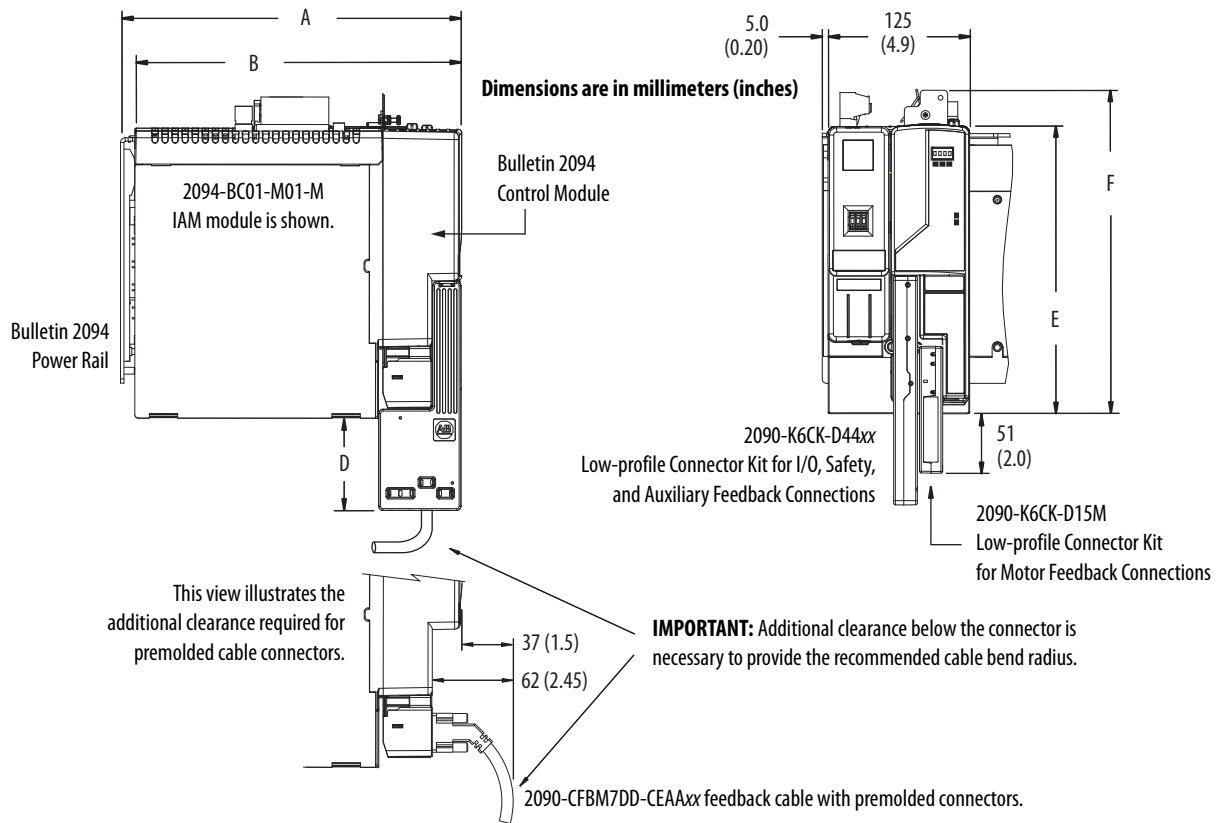 A
B
Dimensions are in millimeters (inches)
5.0
(0.20)
125
(4.9)
2094-BC01-M01-M
IAM module is shown.
Bulletin 2094
Control Module
F
E
Bulletin 2094
Power Rail
D
AB
2090-K6CK-D44xx
Low-profile Connector Kit for I/O, Safety,
and Auxiliary Feedback Connections
51
(2.0)
2090-K6CK-D15M
Low-profile Connector Kit
for Motor Feedback Connections
This view illustrates the
additional clearance required for
premolded cable connectors.
37 (1.5)
62 (2.45)
IMPORTANT: Additional clearance below the connector is
necessary to provide the recommended cable bend radius.
2090-CFBM7DD-CEAAxx feedback cable with premolded connectors.